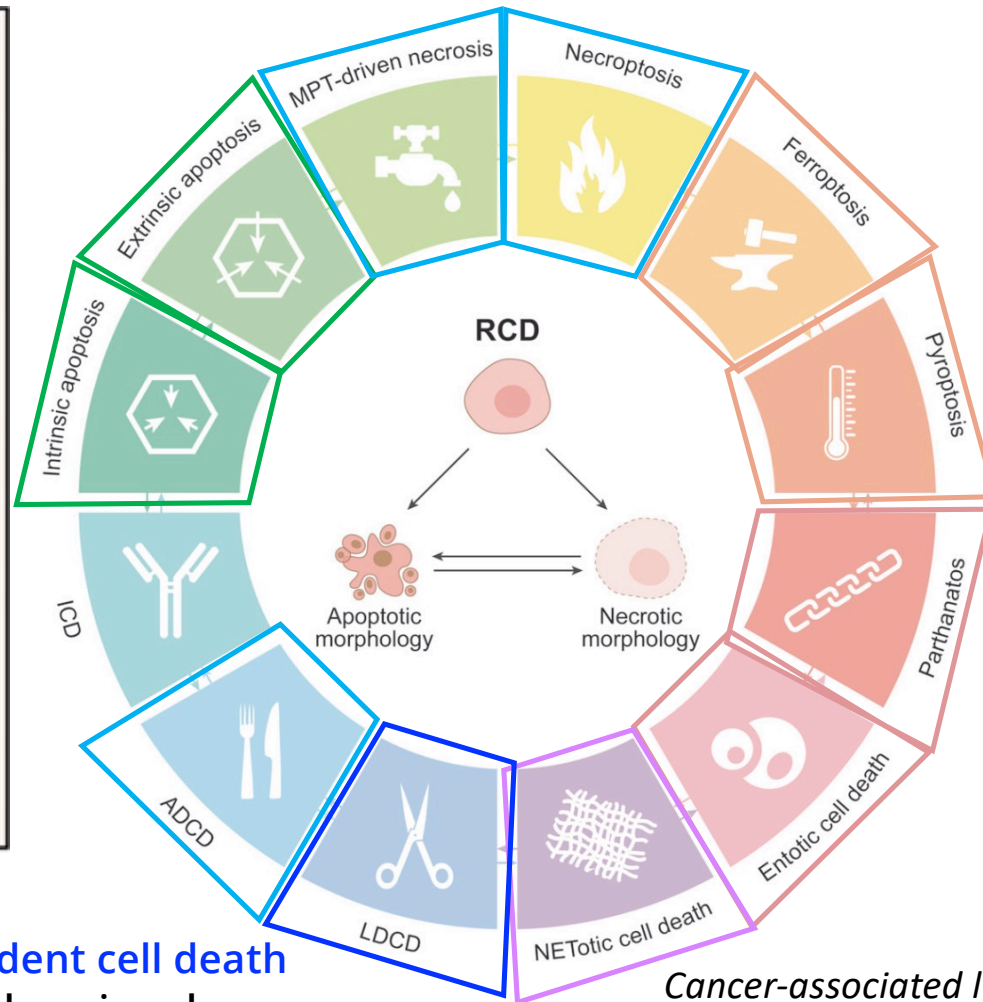 MPT-driven necrosis
Necroptosis
Extrinsic apoptosis
Ferroptosis
Intrinsic apoptosis
Pyroptosis
RCD
Apoptotic
morphology
Necrotic
morphology
ICD
Parthanatos
ADCD
Entotic cell death
LDCD
NETotic cell death
dent cell death
Cancer-associated l